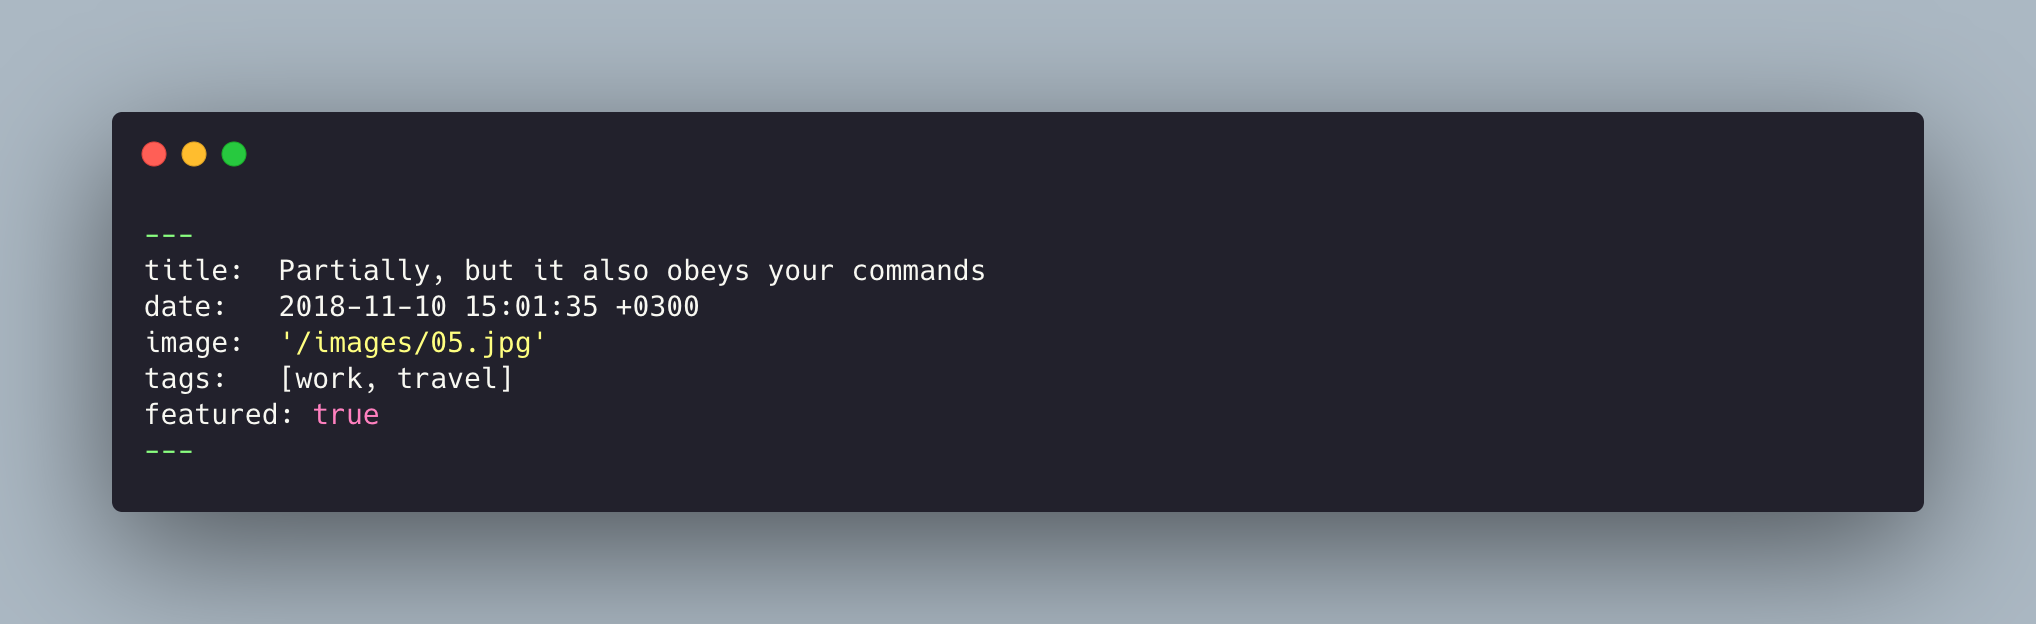 ---
title:  Partially, but it also obeys your commands
date:   2018-11-10 15:01:35 +0300
image:  '/images/05.jpg'
tags:   [work, travel]
featured: true
---